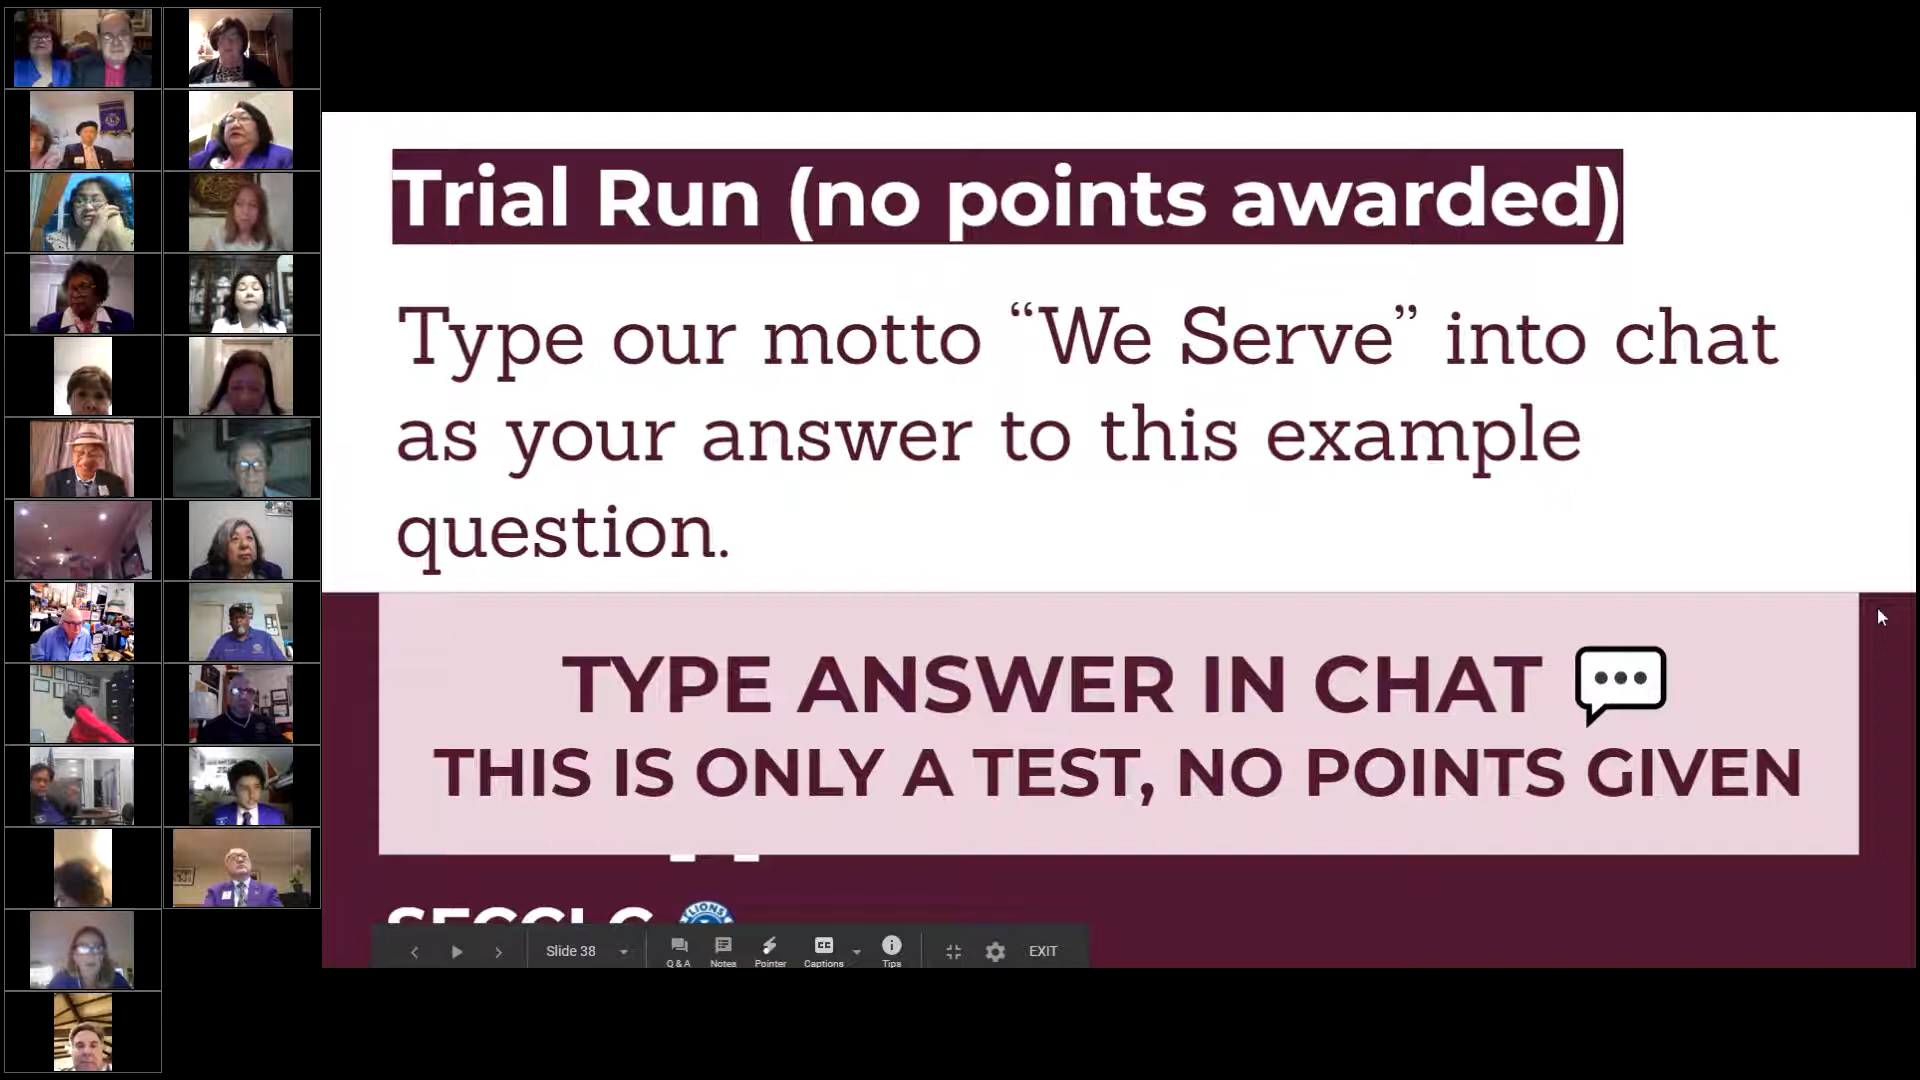 Trial Run (no points awarded)
Type our motto “We Serve” into chat
as your answer to this example
question.
TYPE ANSWER IN CHAT
THIS IS ONLY A TEST, NO POINTS GIVEN
LIONS
Slide 38
Q & A
Notes
Pointer
Captions
Tips
EXIT